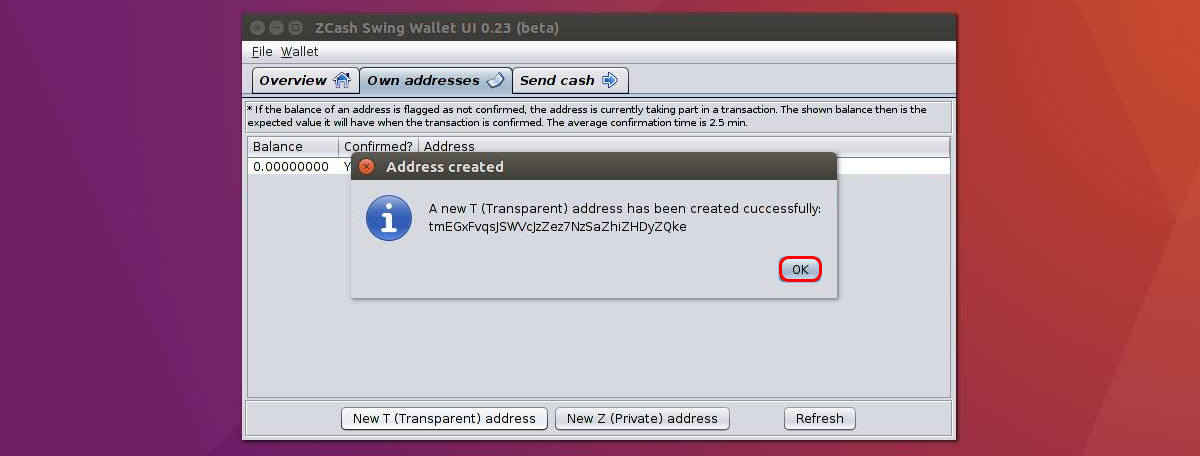 ZCash Swing Wallet UI 0.23 (beta)
File Wallet
Overview Own addresses Send cash
* If the balance of an address is flagged as not confirmed, the address is currently taking part in a transaction. The shown balance then is the
expected value it will have when the transaction is confirmed. The average confirmation time is 2.5 min.
Balance Confirmed? Address
0.00000000 Y
Address created
A new T (Transparent) address has been created cuccessfully:
tmEGxFvqsJSWVcJzZez7NzSaZhiZHDyZQke
OK
New T (Transparent) address New Z (Private) address Refresh